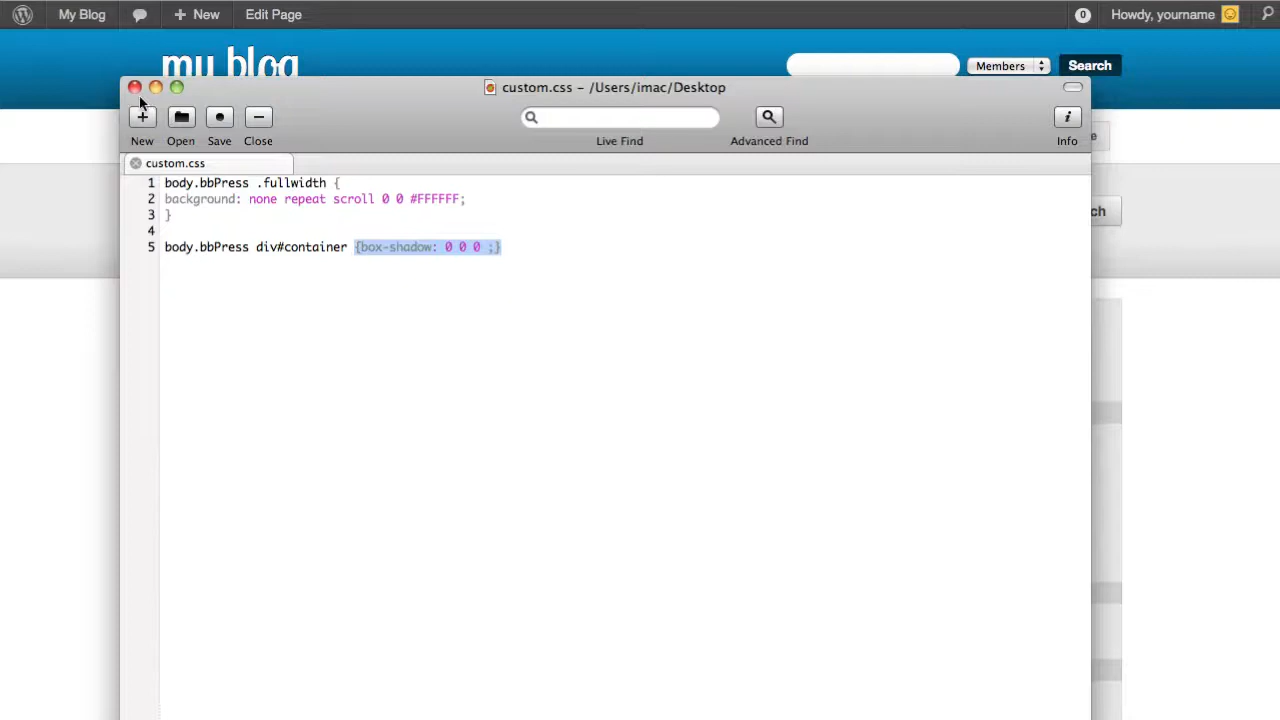 My Blog
New
Edit Page
0
Howdy, yourname
my blog
Members
Search
custom.css – /Users/imac/Desktop
New
Open
Save
Close
Live Find
Advanced Find
Info
custom.css
1 body.bbPress .fullwidth {
2 background: none repeat scroll 0 0 #FFFFFF;
3 }
4
5 body.bbPress div#container {box-shadow: 0 0 0 ;}
e
ch